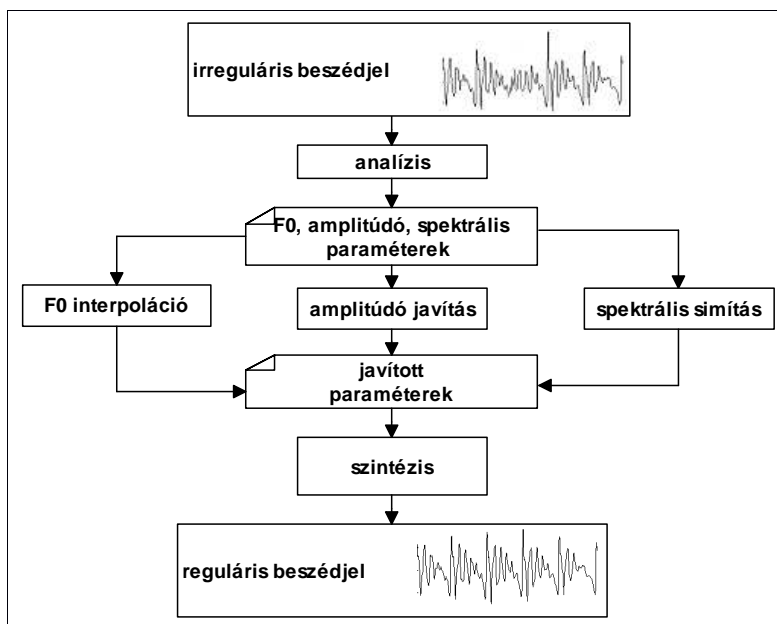 irreguláris beszédjel
analízis
F0, amplitúdó, spektrális
paraméterek
F0 interpoláció
amplitúdó javítás
spektrális simítás
javított
paraméterek
szintézis
reguláris beszédjel